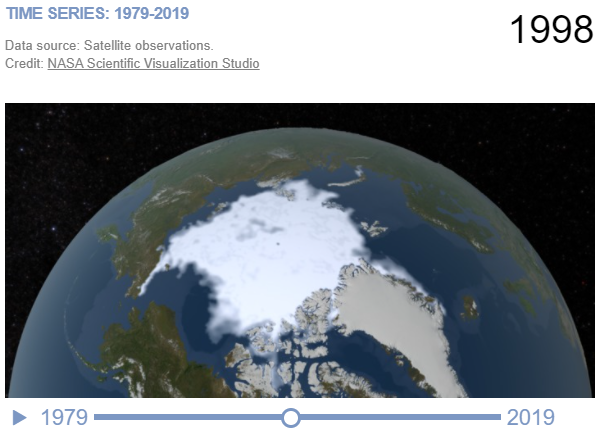 TIME SERIES: 1979-2019
1998
Data source: Satellite observations.
Credit: NASA Scientific Visualization Studio
1979
2019